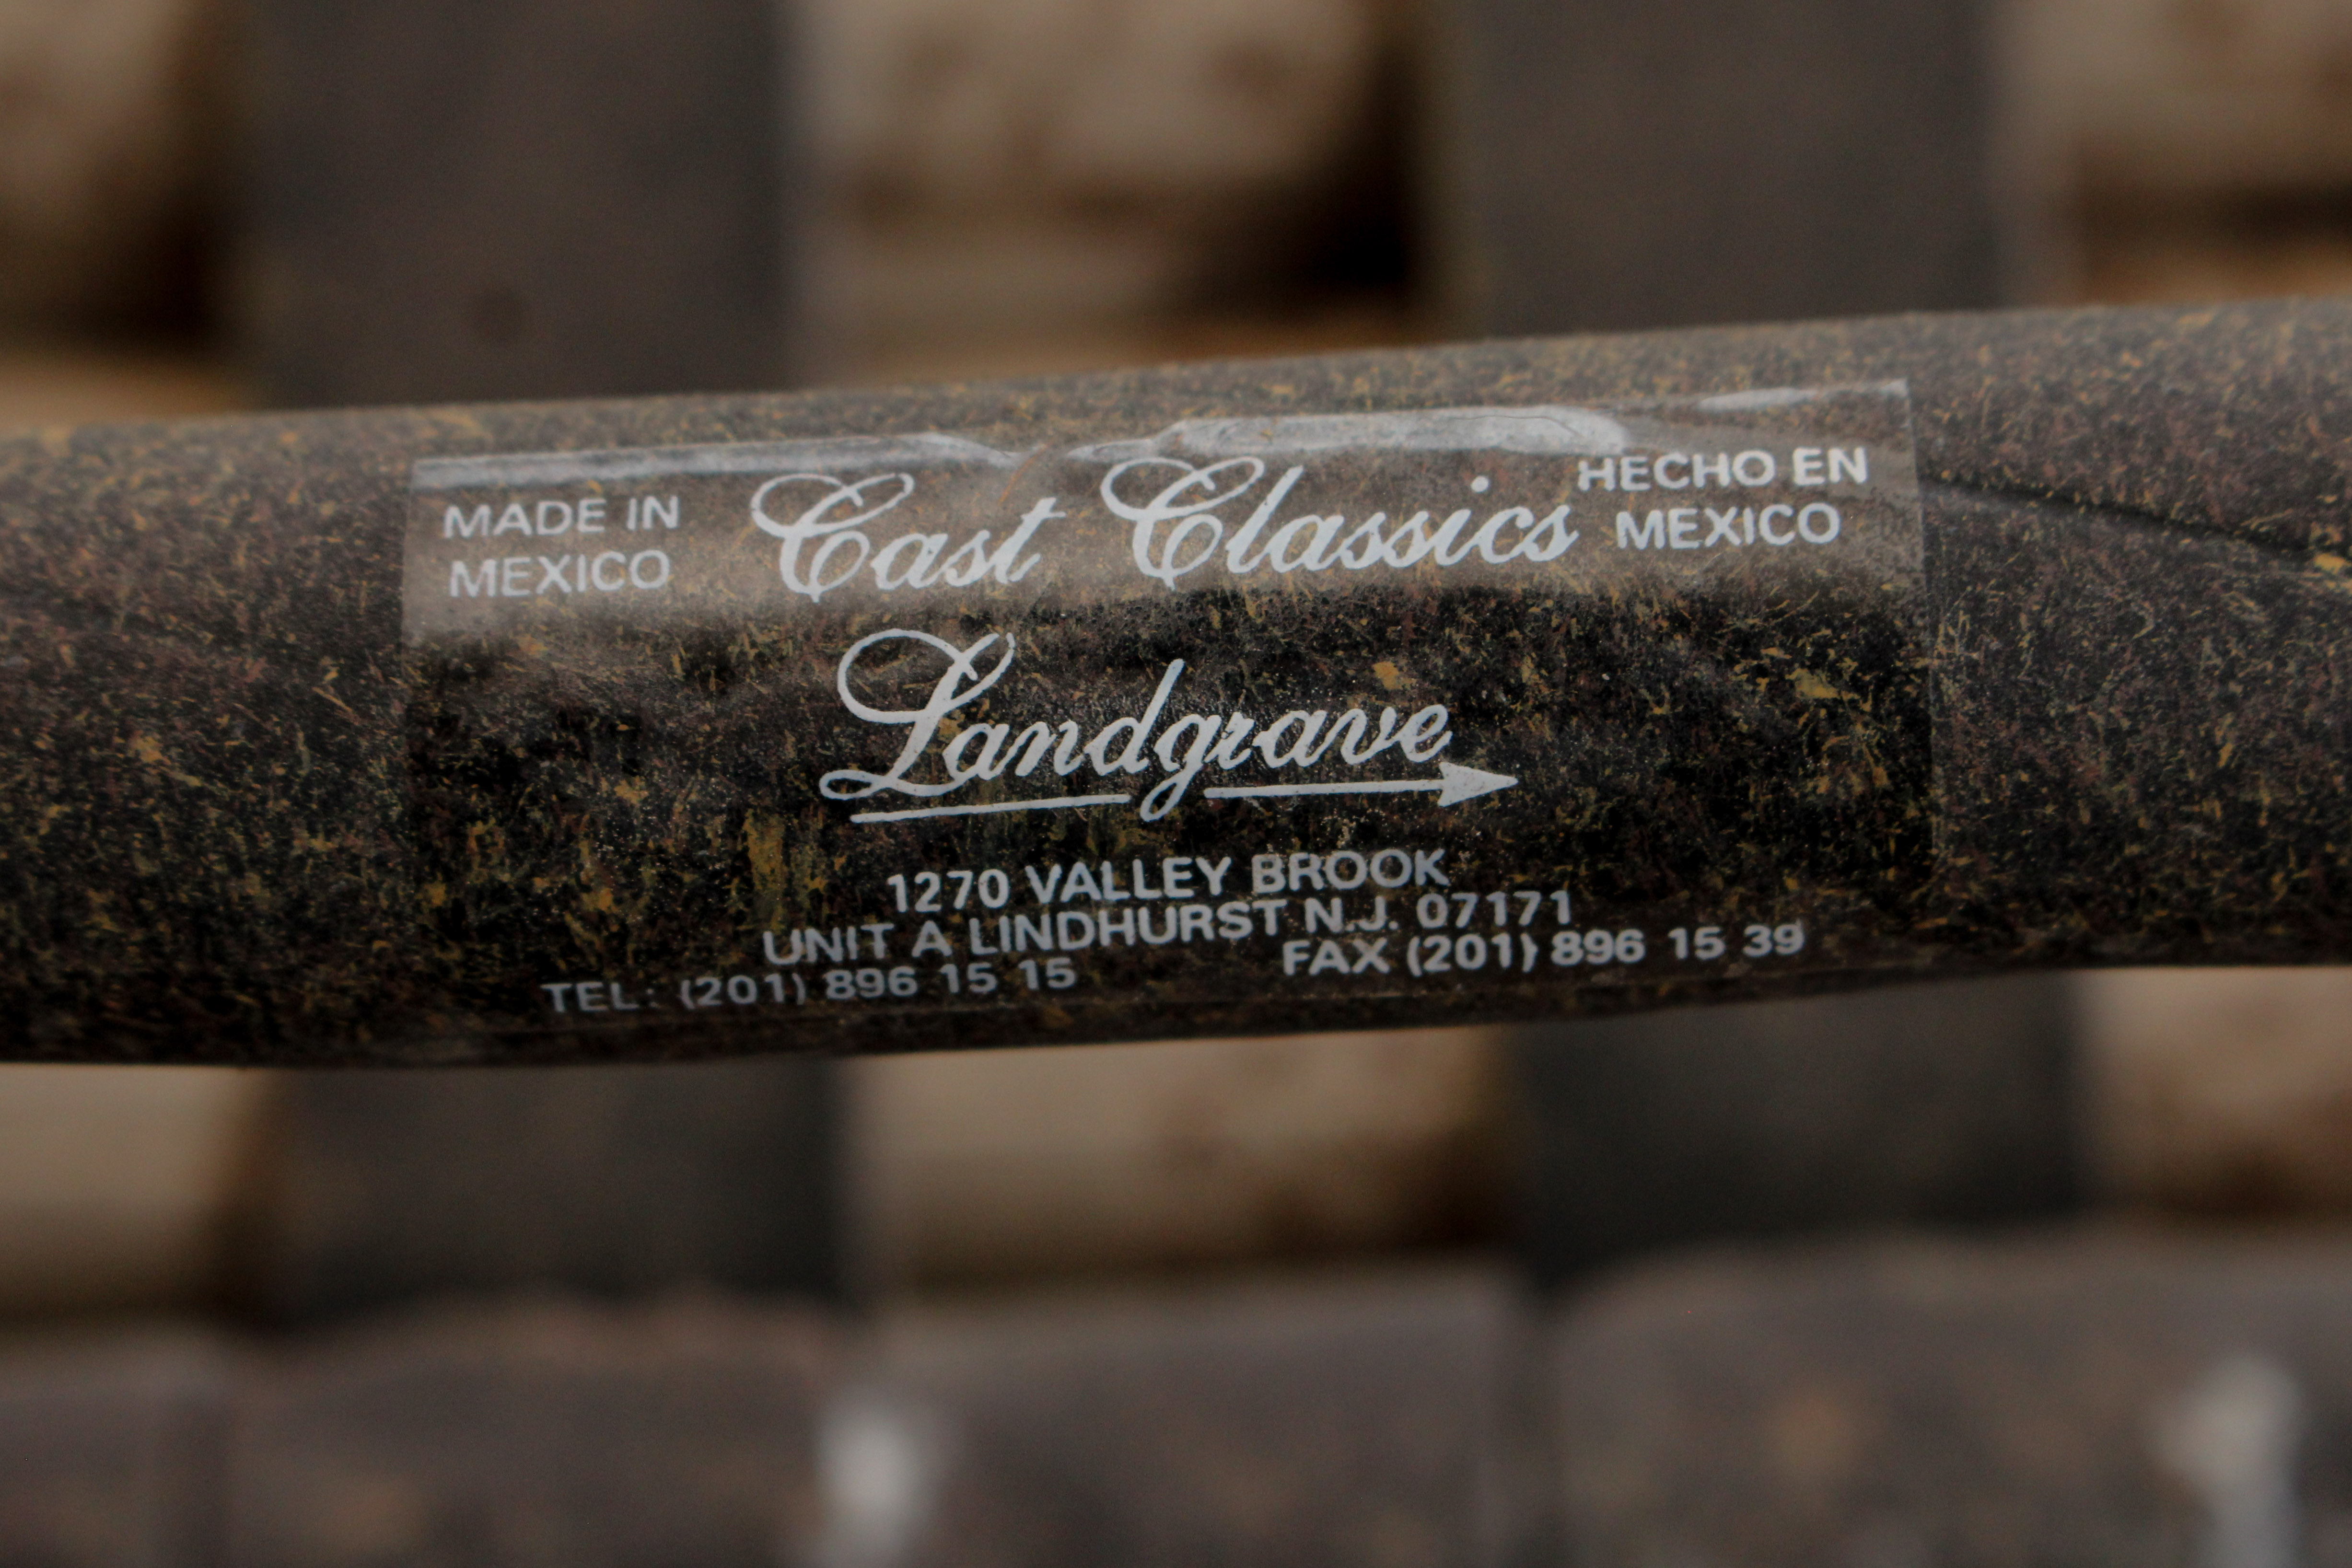 MADE IN
MEXICO
Cast Classics
HECHO EN
MEXICO
Landgrave
1270 VALLEY BROOK
UNIT A LINDHURST N.J. 07171
TEL: (201) 896 15 15 FAX (201) 896 15 39